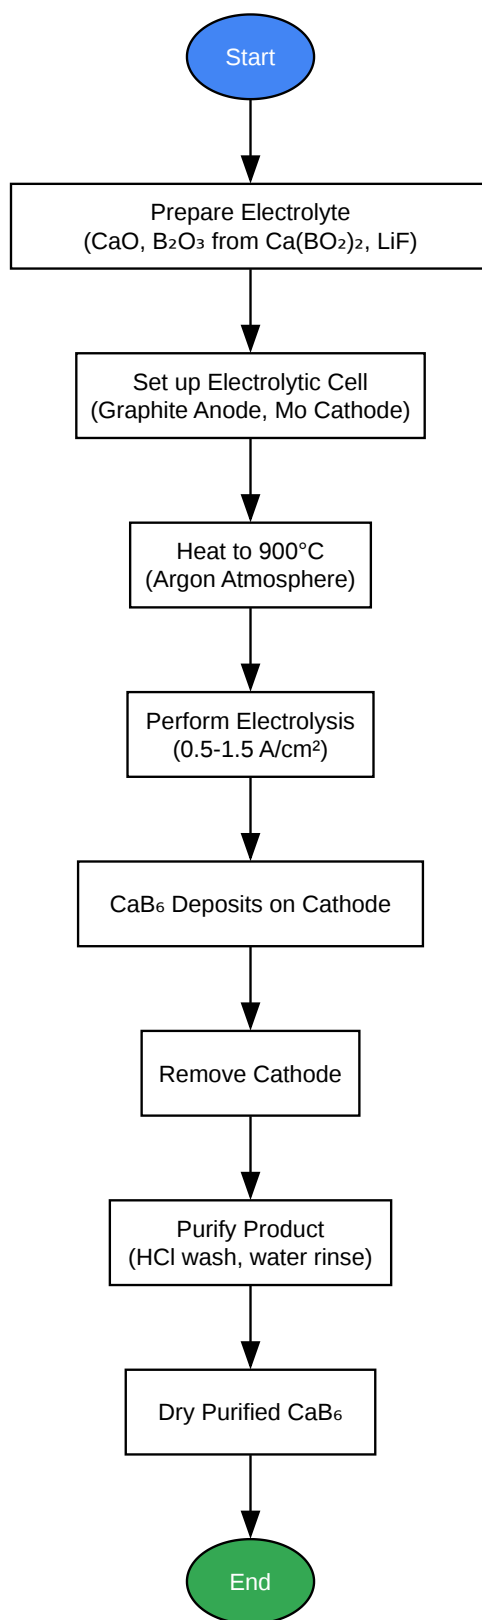 Start
Prepare Electrolyte
(CaO, B₂O₃ from Ca(BO₂)₂, LiF)
Set up Electrolytic Cell
(Graphite Anode, Mo Cathode)
Heat to 900°C
(Argon Atmosphere)
Perform Electrolysis
(0.5-1.5 A/cm²)
CaB₆ Deposits on Cathode
Remove Cathode
Purify Product
(HCl wash, water rinse)
Dry Purified CaB₆
End